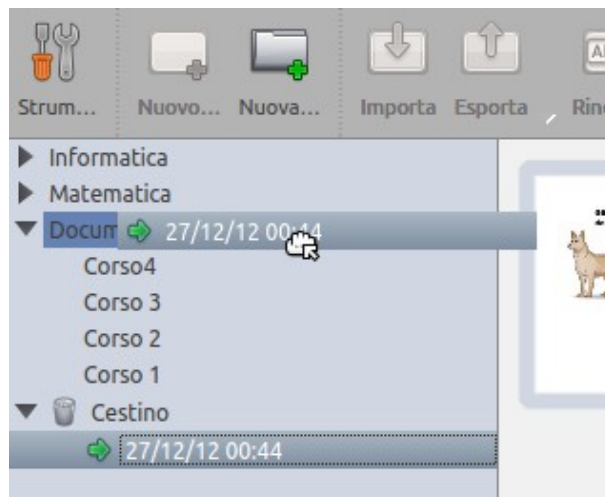 Strum...
Nuovo...
Nuova...
Importa
Esporta
Rin
Informatica
Matematica
Docum
27/12/12 00:44
Corso4
Corso 3
Corso 2
Corso 1
Cestino
27/12/12 00:44